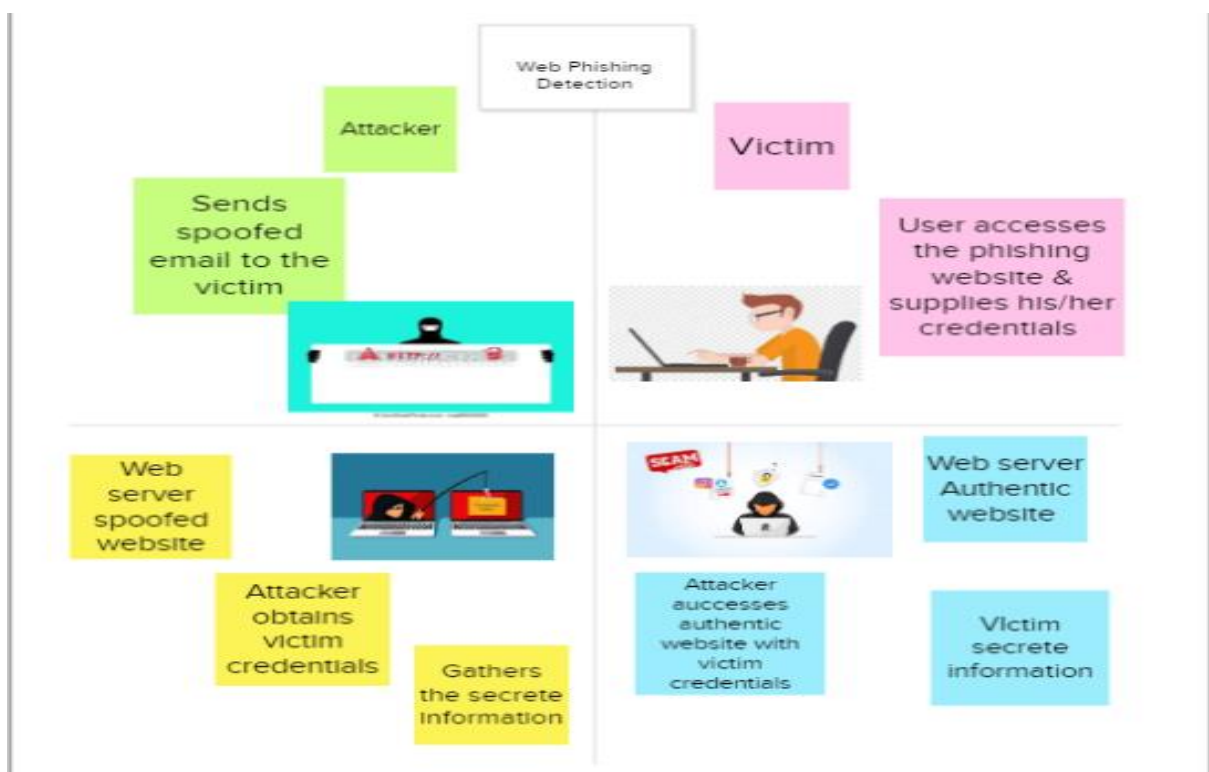 Web Phishing
Detection
Attacker
Victim
Sends
spoofed
email to the
victim
User accesses
the phishing
website &
supplies his/her
credentials
Web
server
spoofed
website
SCAM
Web server
Authentic
website
Attacker
obtains
victim
credentials
Gathers
the secrete
information
Attacker
auccesses
authentic
website with
victim
credentials
VIctim
secrete
information